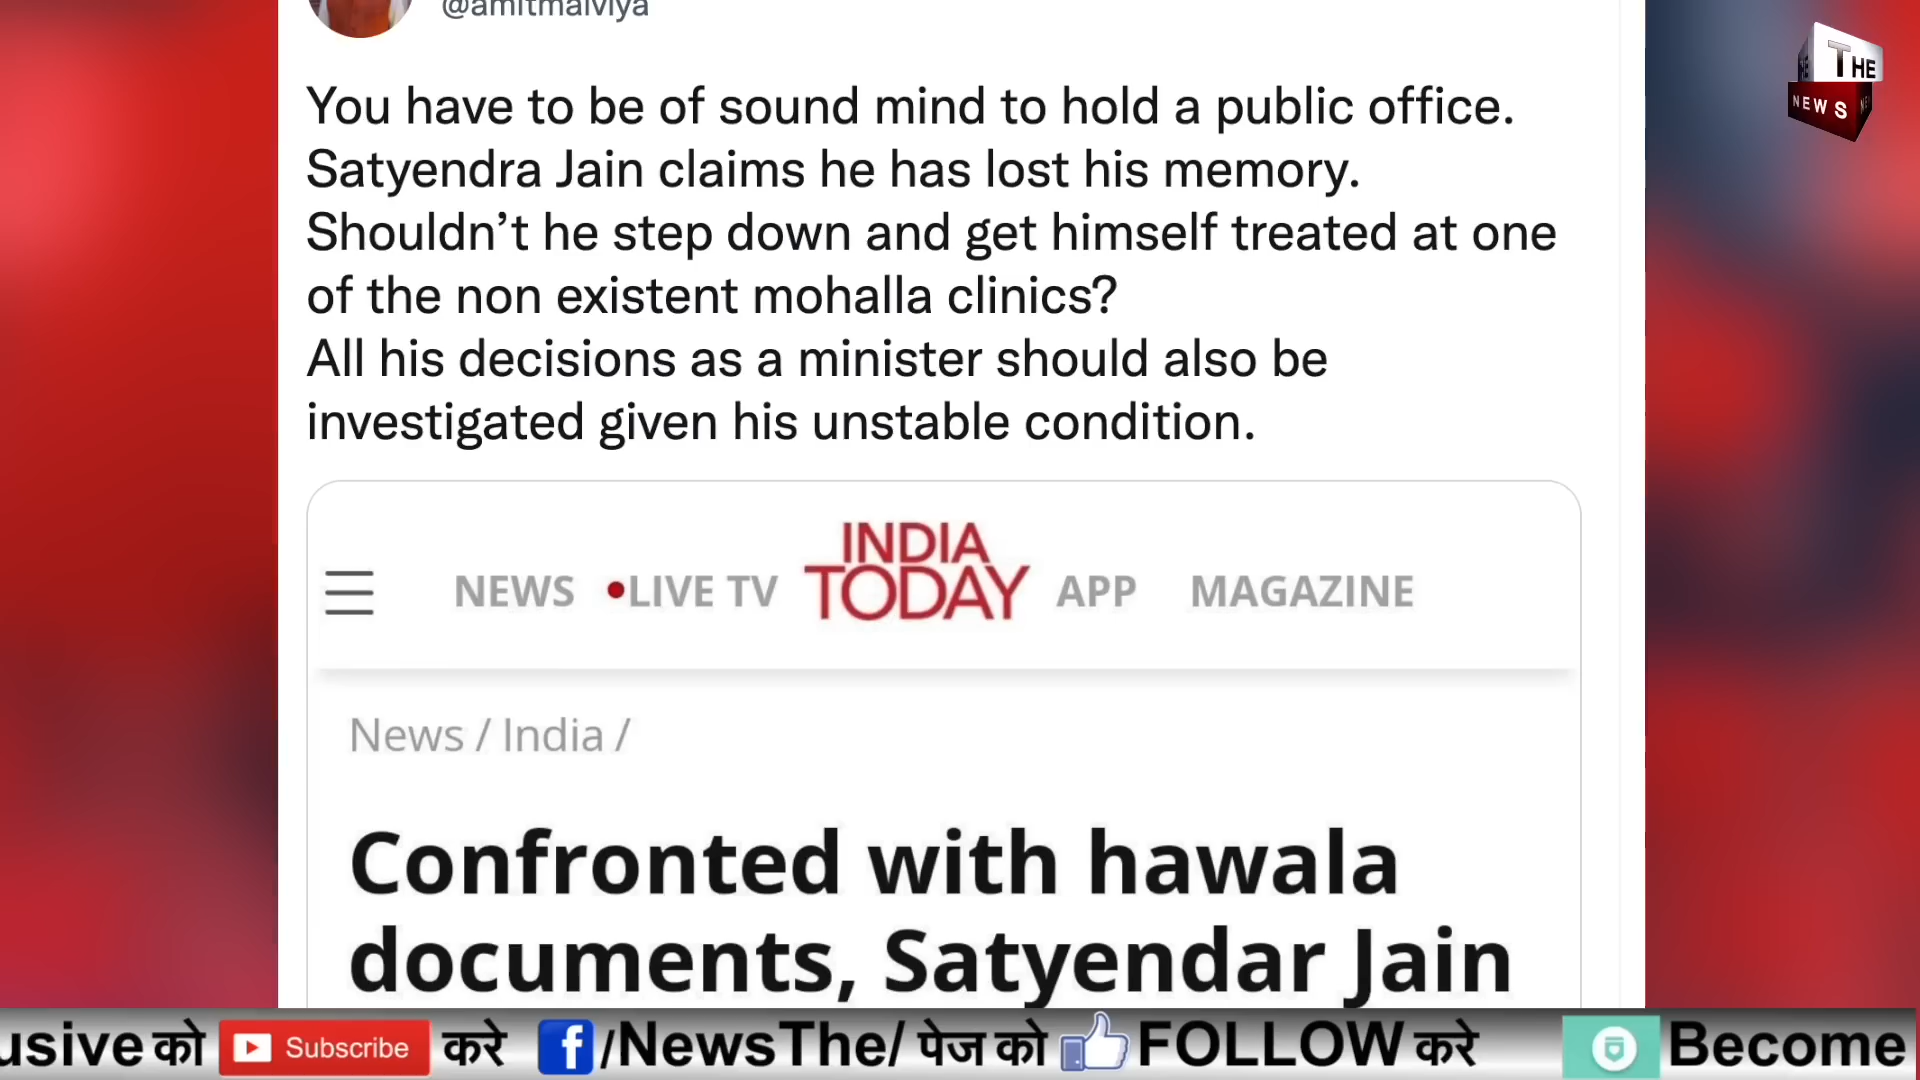 @amitmalviya
You have to be of sound mind to hold a public office.
Satyendra Jain claims he has lost his memory.
Shouldn’t he step down and get himself treated at one
of the non existent mohalla clinics?
All his decisions as a minister should also be
investigated given his unstable condition.
THE
NEWS
NEWS •LIVE TV INDIA TODAY APP MAGAZINE
News / India /
Confronted with hawala
documents, Satyendar Jain
usive को Subscribe करे f/NewsThe/ पेज को FOLLOW करे Become